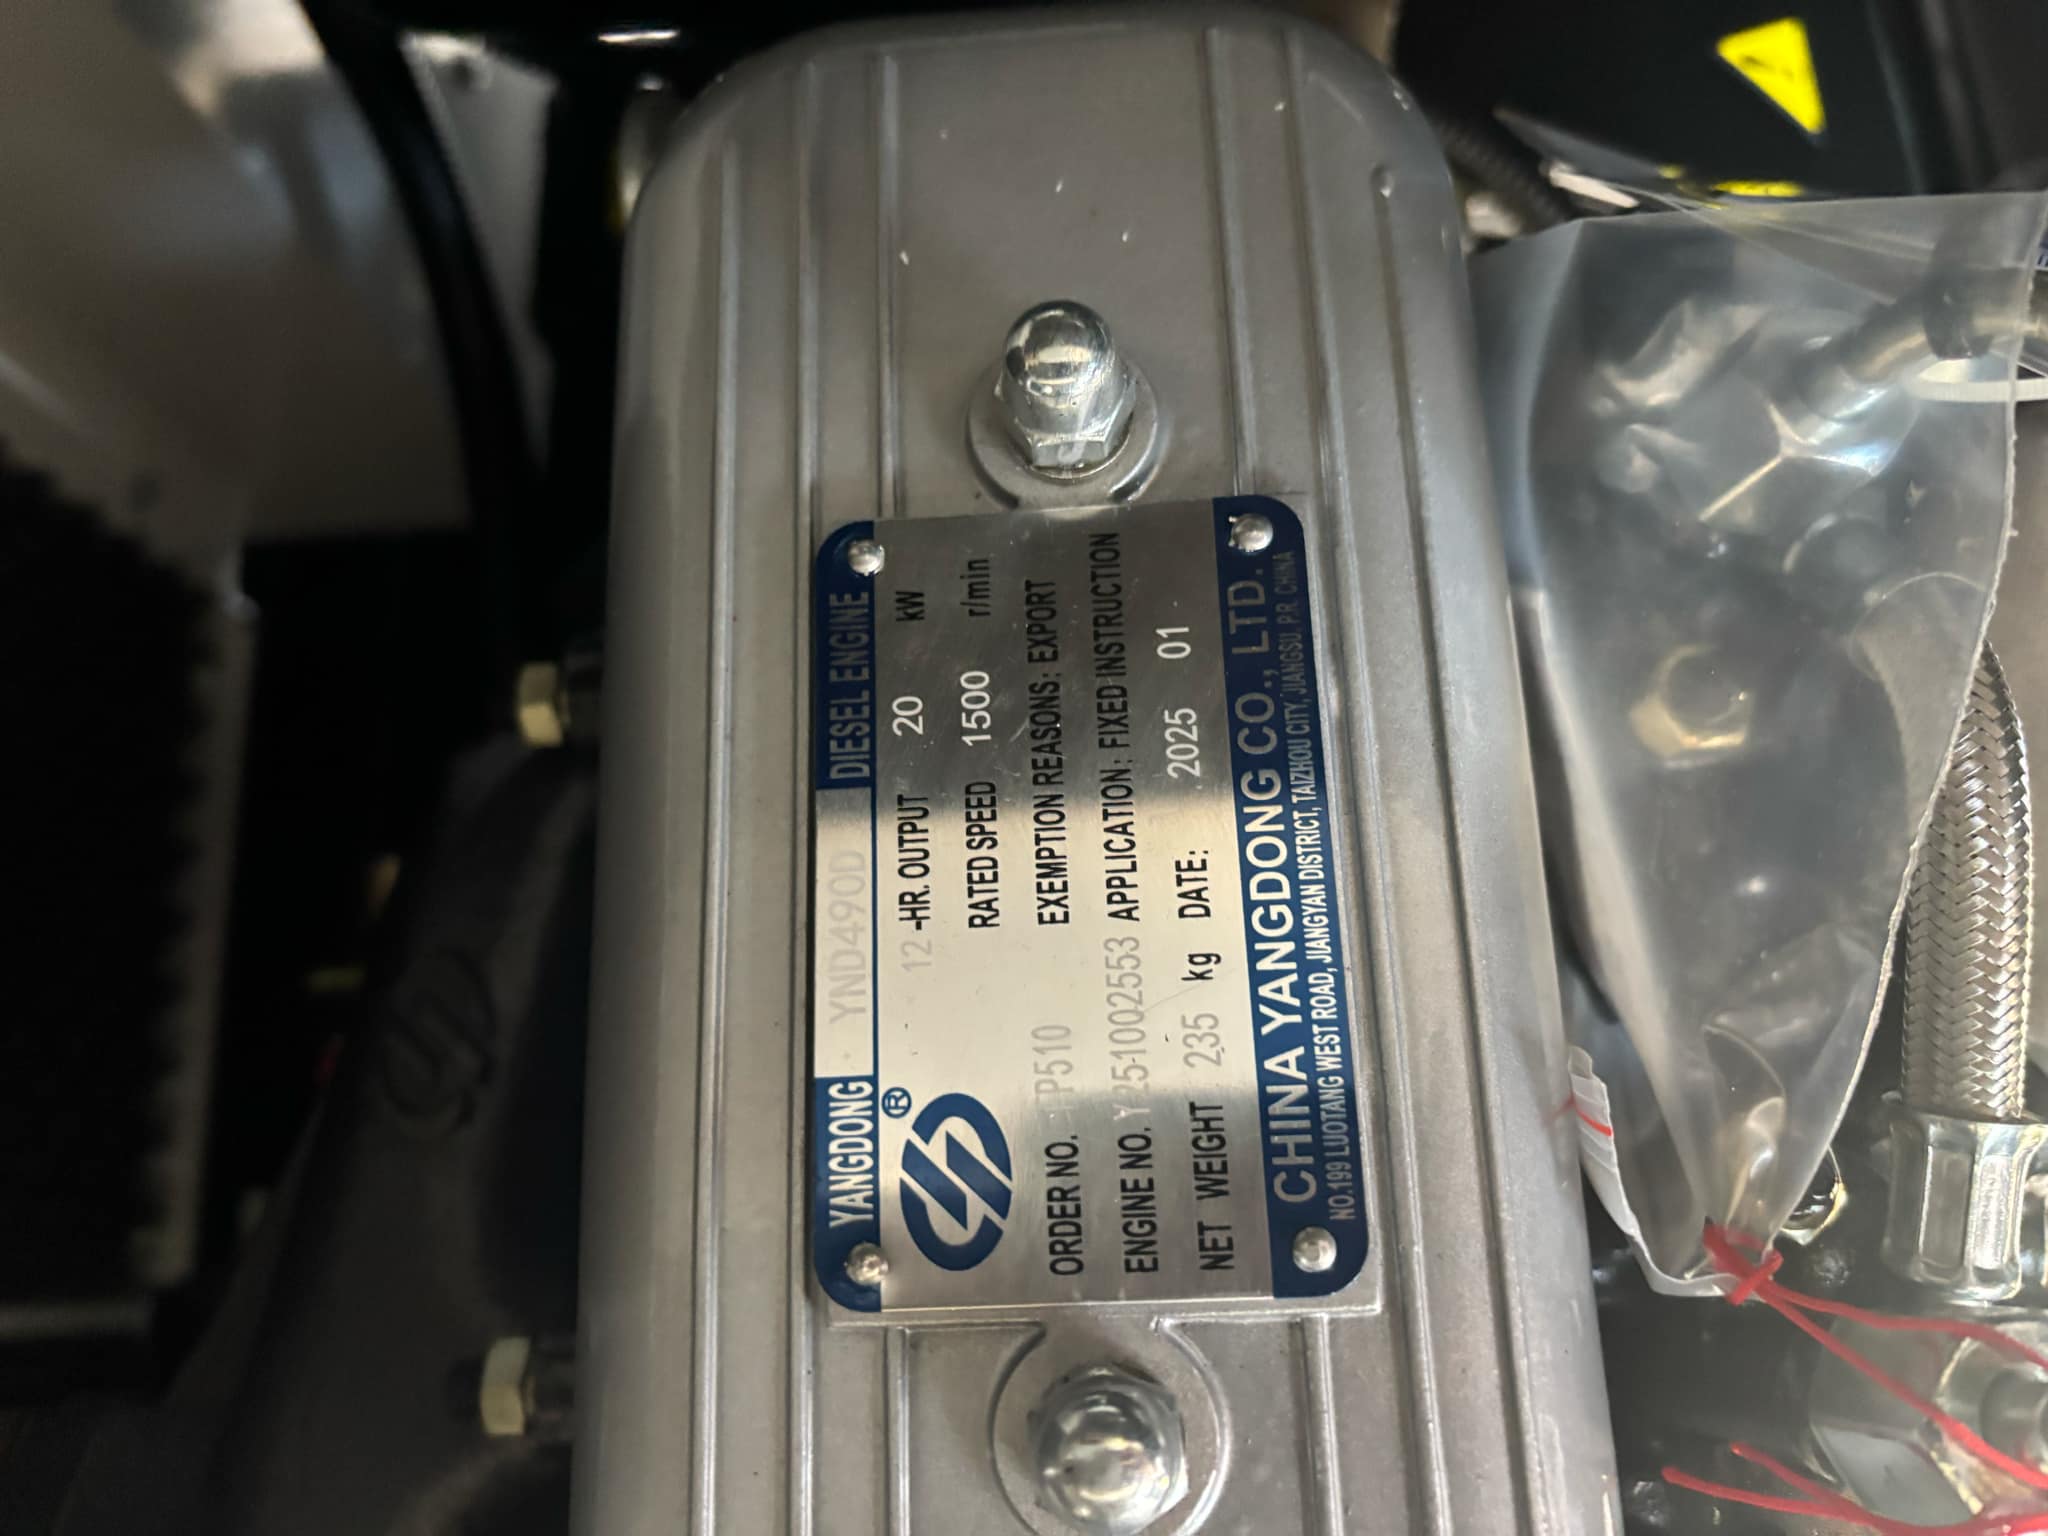 YANGDONG YND490D DIESEL ENGINE
®
12 -HR. OUTPUT 20 kW
RATED SPEED 1500 r/min
ORDER NO. P510 EXEMPTION REASONS: EXPORT
ENGINE NO. Y251002553 APPLICATION: FIXED INSTRUCTION
NET WEIGHT 235 kg DATE: 2025 01
CHINA YANGDONG CO., LTD.
NO.199 LUOTANG WEST ROAD, JIANGYAN DISTRICT, TAIZHOU CITY, JIANGSU. P.R. CHINA